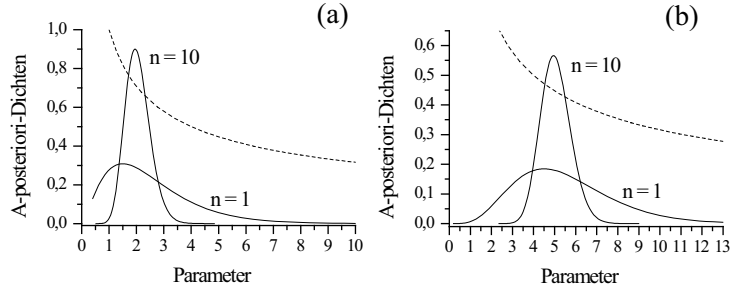 (a)
1,0
0,8
0,6
0,4
0,2
0,0
A-posteriori-Dichten
n = 10
n = 1
0 1 2 3 4 5 6 7 8 9 10
Parameter
(b)
0,6
0,5
0,4
0,3
0,2
0,1
0,0
A-posteriori-Dichten
n = 10
n = 1
0 1 2 3 4 5 6 7 8 9 10 11 12 13
Parameter